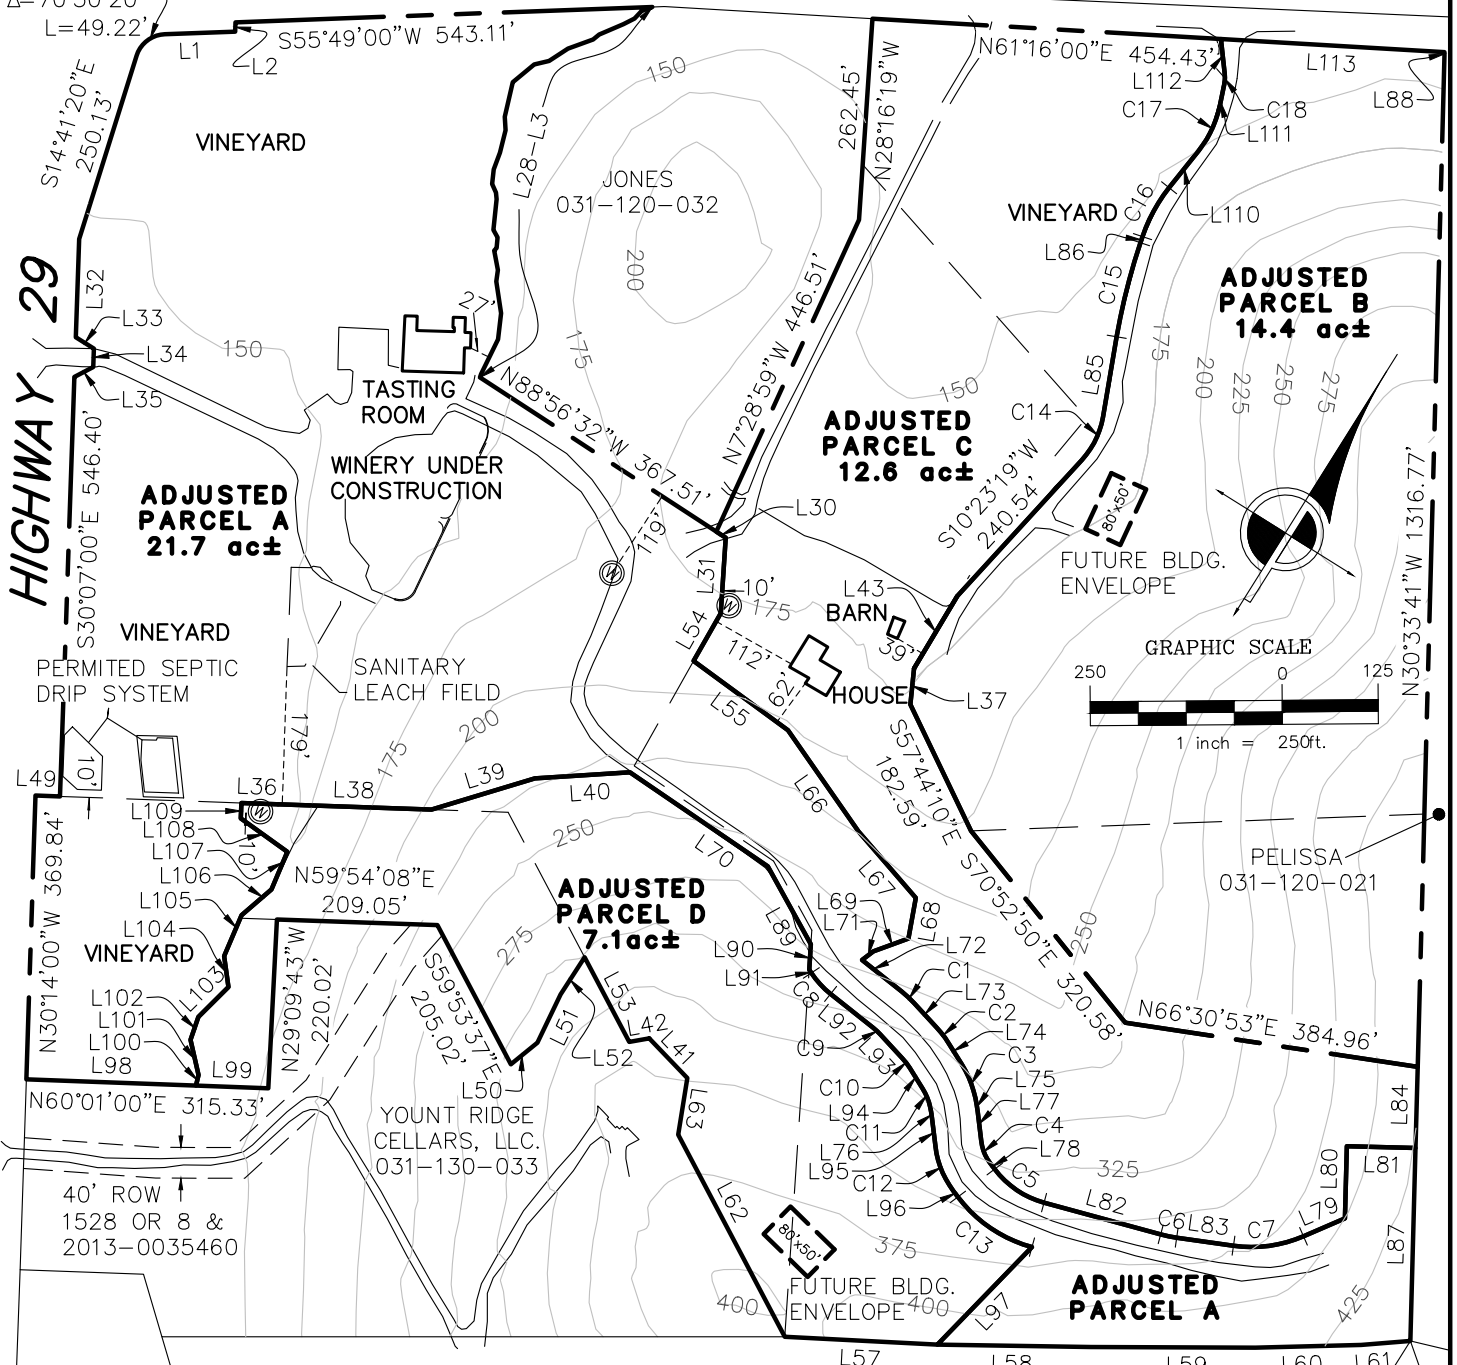 Δ=70°50'20"
L=49.22'
L1
L2
S55°49'00"W 543.11'
S14°41'20"E
250.13'
VINEYARD
L28-L3
150
JONES
031-120-032
200
175
262.45'
N28°16'19"W
N61°16'00"E 454.43'
L112
L113
L88
C17
C18
L111
VINEYARD
C16
L110
L86
C15
ADJUSTED
PARCEL B
14.4 ac±
175
200
225
250
275
L85
C14
HIGHWAY 29
L32
L33
L34
L35
150
27'
TASTING
ROOM
N88°56'32"W 367.51'
N7°28'59"W 446.51'
150
ADJUSTED
PARCEL C
12.6 ac±
S10°23'19"W
240.54'
WINERY UNDER
CONSTRUCTION
ADJUSTED
PARCEL A
21.7 ac±
S30°07'00"E 546.40'
119'
L30
L31
10'
W
W
175
L54
112'
62'
BARN
L43
39'
HOUSE
L37
80'x50'
FUTURE BLDG.
ENVELOPE
GRAPHIC SCALE
250
0
125
1 inch = 250ft.
N30°33'41"W 1316.77'
VINEYARD
PERMITED SEPTIC
DRIP SYSTEM
SANITARY
LEACH FIELD
179'
175
200
L55
S57°44'10"E
182.59'
L49
10'
L36
W
L38
L39
L40
L66
L109
L108
10'
L107
L106
L105
L104
VINEYARD
L103
L102
L101
L100
L98
L99
N30°14'00"W 369.84'
N59°54'08"E
209.05'
250
L70
L67
ADJUSTED
PARCEL D
7.1ac±
275
L69
L71
L68
L72
L89
L90
L91
C8
L92
C9
L93
C10
L94
C11
L76
L95
C12
L96
C13
C1
L73
C2
L74
C3
L75
L77
C4
L78
C5
S70°52'50"E 320.58'
250
PELISSA
031-120-021
N66°30'53"E 384.96'
N29°09'43"W
220.02'
S59°53'37"E
205.02'
L50
L51
L52
L53
L42
L41
L63
L62
N60°01'00"E 315.33'
YOUNT RIDGE
CELLARS, LLC.
031-130-033
40' ROW
1528 OR 8 &
2013-0035460
325
L82
C6
L83
C7
L79
L80
L81
L84
L87
375
80'x50'
FUTURE BLDG.
ENVELOPE
400
400
L97
ADJUSTED
PARCEL A
425
L57
L58
L59
L60
L61